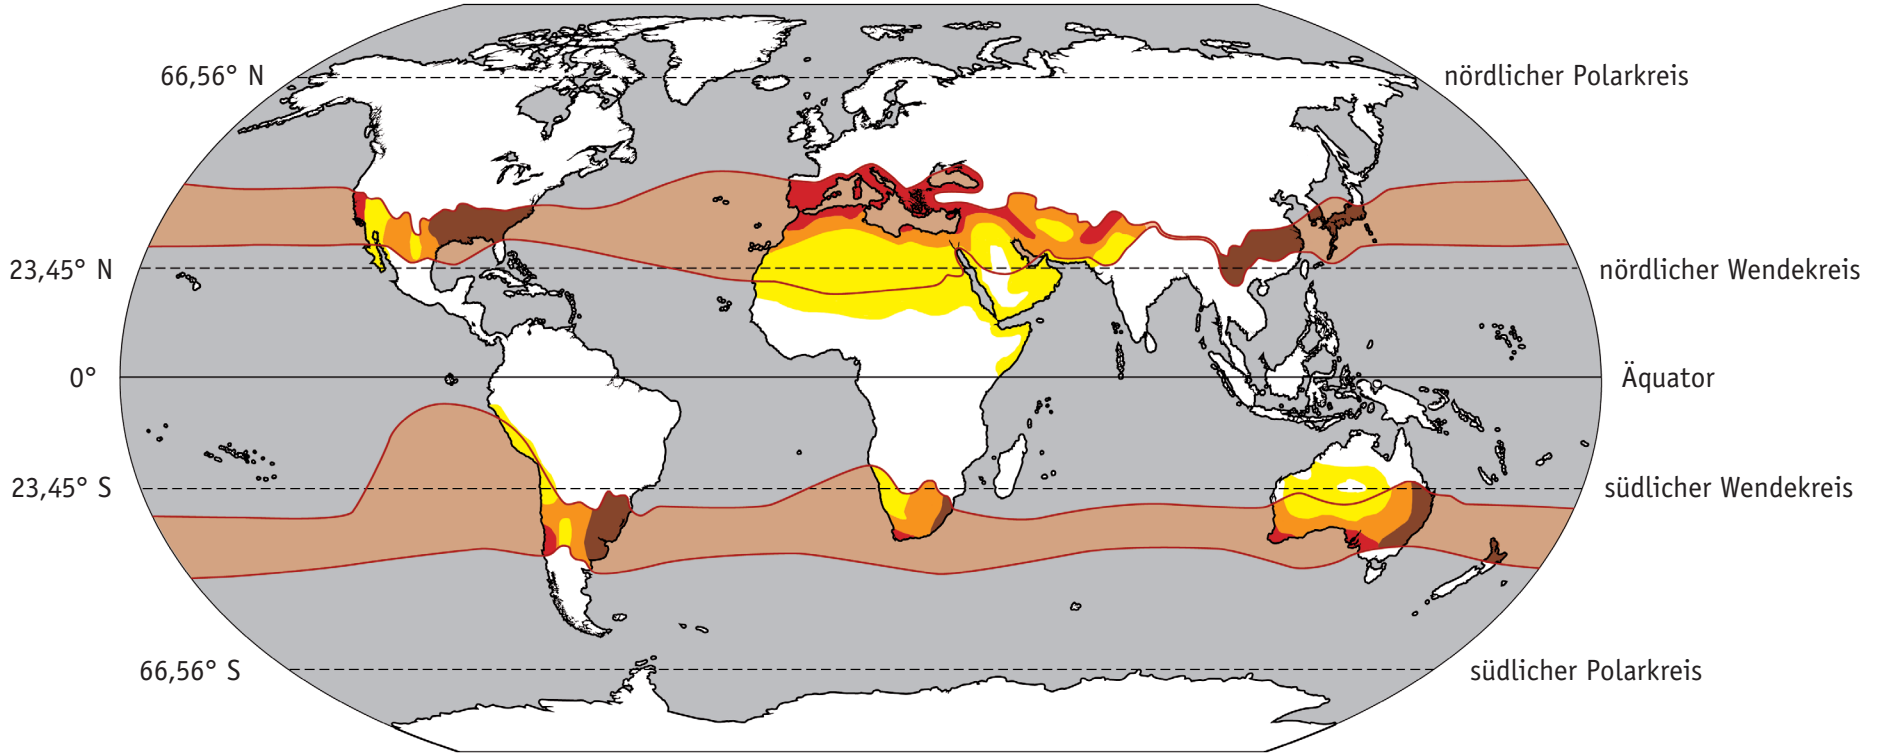 66,56° N
nördlicher Polarkreis
23,45° N
nördlicher Wendekreis
0°
Äquator
23,45° S
südlicher Wendekreis
66,56° S
südlicher Polarkreis